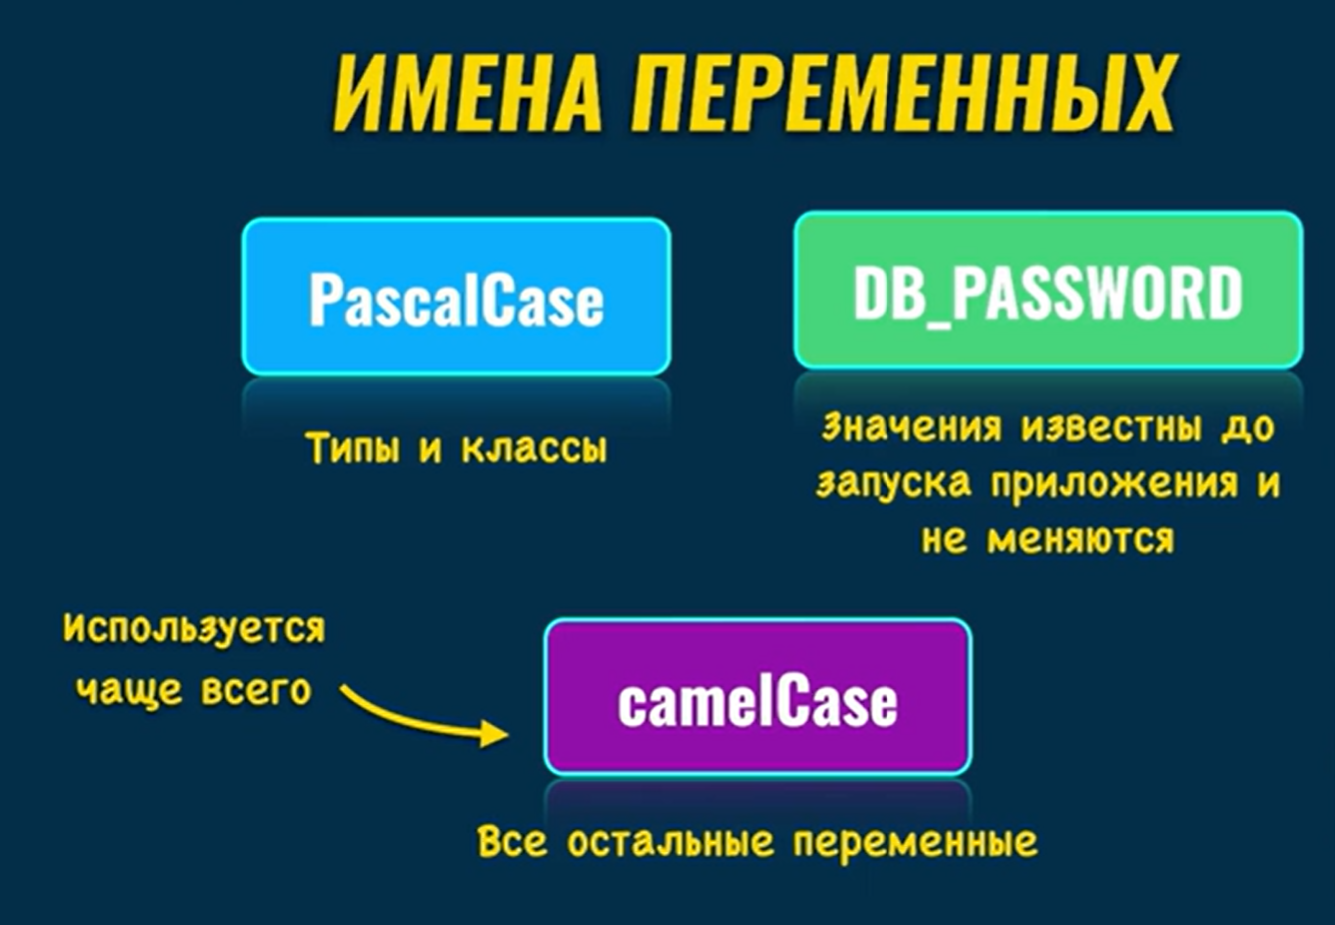 ИМЕНА ПЕРЕМЕННЫХ
PascalCase
Типы и классы
DB_PASSWORD
Значения известны до
запуска приложения и
не меняются
Используется
чаще всего
camelCase
Все остальные переменные